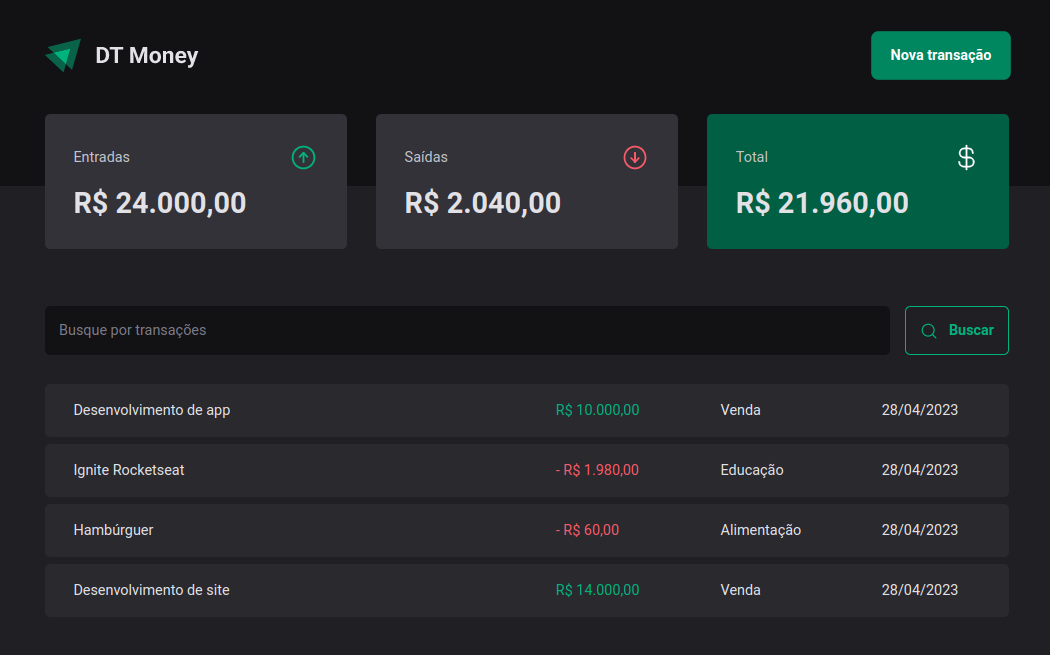 DT Money
Nova transação
Entradas
R$ 24.000,00
Saídas
R$ 2.040,00
Total
R$ 21.960,00
Busque por transações
Buscar
Desenvolvimento de app R$ 10.000,00 Venda 28/04/2023
Ignite Rocketseat - R$ 1.980,00 Educação 28/04/2023
Hambúrguer - R$ 60,00 Alimentação 28/04/2023
Desenvolvimento de site R$ 14.000,00 Venda 28/04/2023